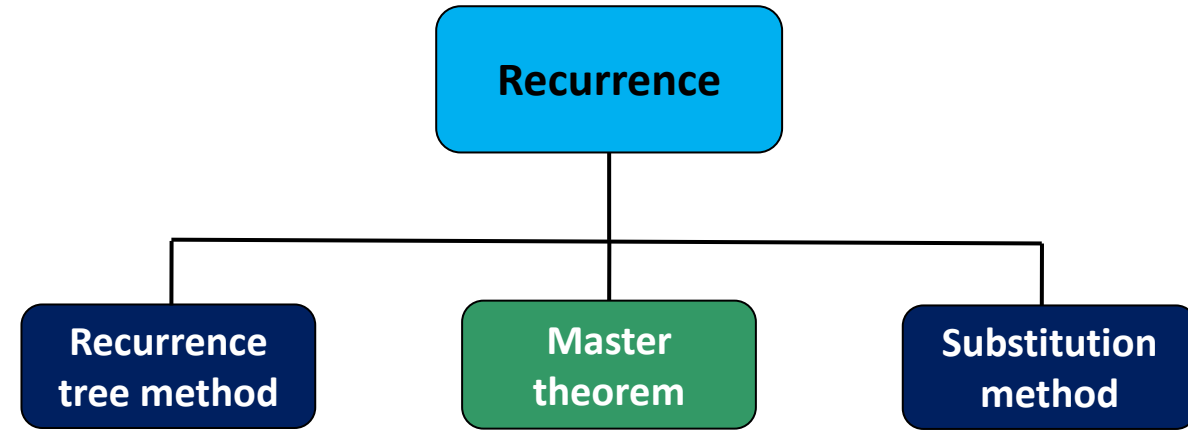 Recurrence
Recurrence
tree method
Master
theorem
Substitution
method